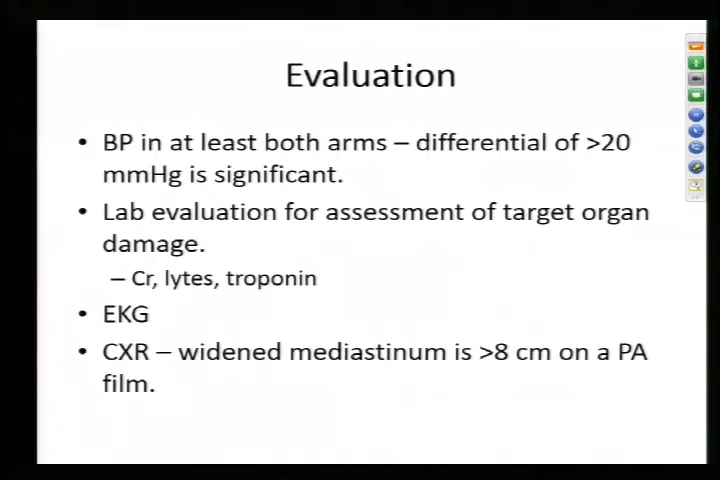 Evaluation
• BP in at least both arms – differential of >20
mmHg is significant.
• Lab evaluation for assessment of target organ
damage.
– Cr, lytes, troponin
• EKG
• CXR – widened mediastinum is >8 cm on a PA
film.